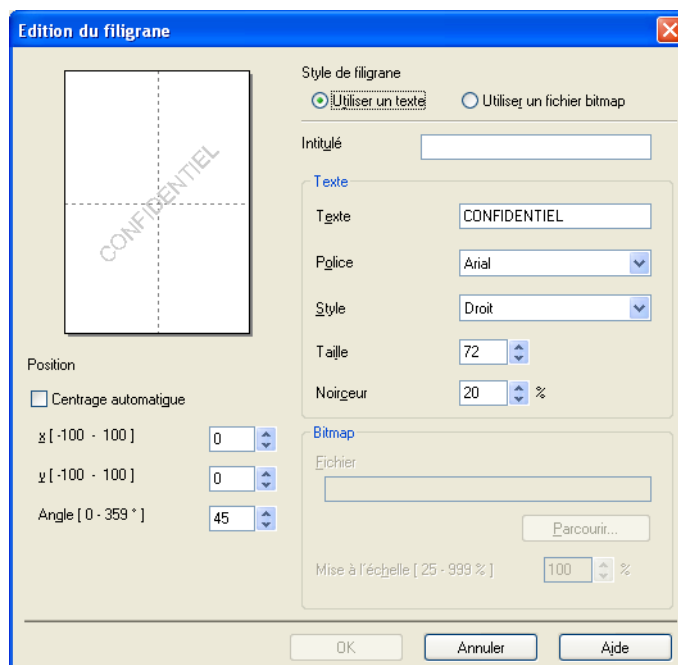 Edition du filigrane
CONFIDENTIEL
Style de filigrane
Utiliser un texte
Utiliser un fichier bitmap
Intitulé
Texte
Texte
CONFIDENTIEL
Police
Arial
Style
Droit
Taille
72
Noirceur
20
%
Position
Centrage automatique
x [ -100 - 100 ]
0
y [ -100 - 100 ]
0
Angle [ 0 - 359 ° ]
45
Bitmap
Fichier
Parcourir...
Mise à l'échelle [ 25 - 999 % ]
100
%
OK
Annuler
Aide